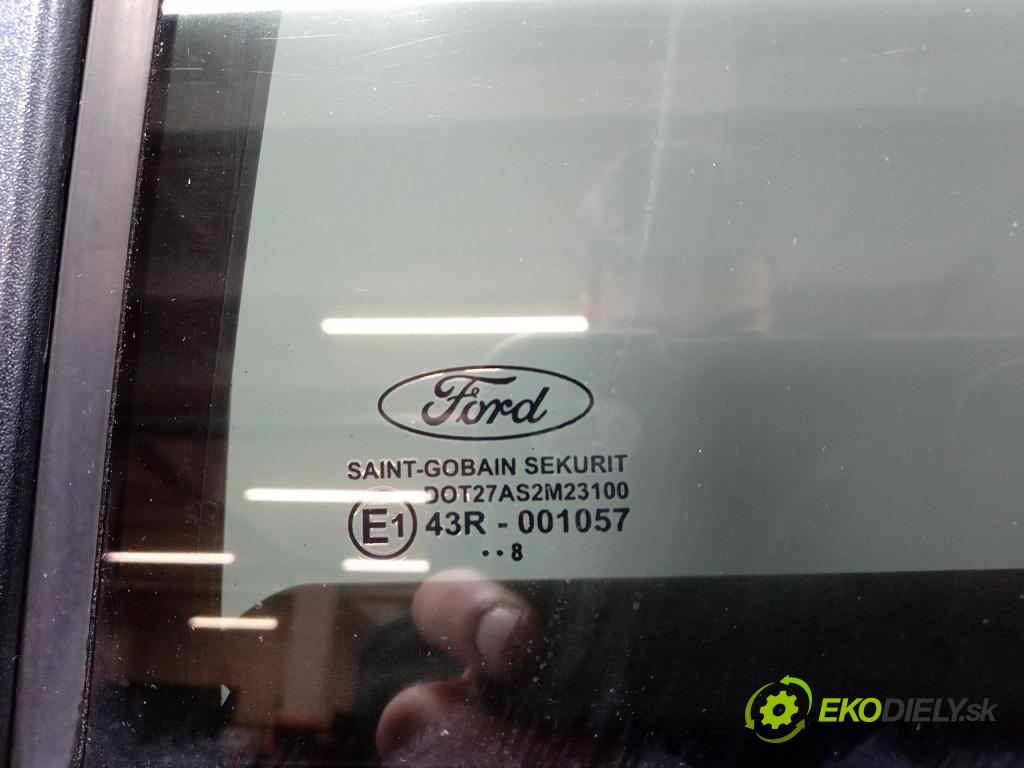 Ford
SAINT-GOBAIN SEKURIT
DOT27AS2M23100
E1 43R - 001057
··8
EKODIELY.sk